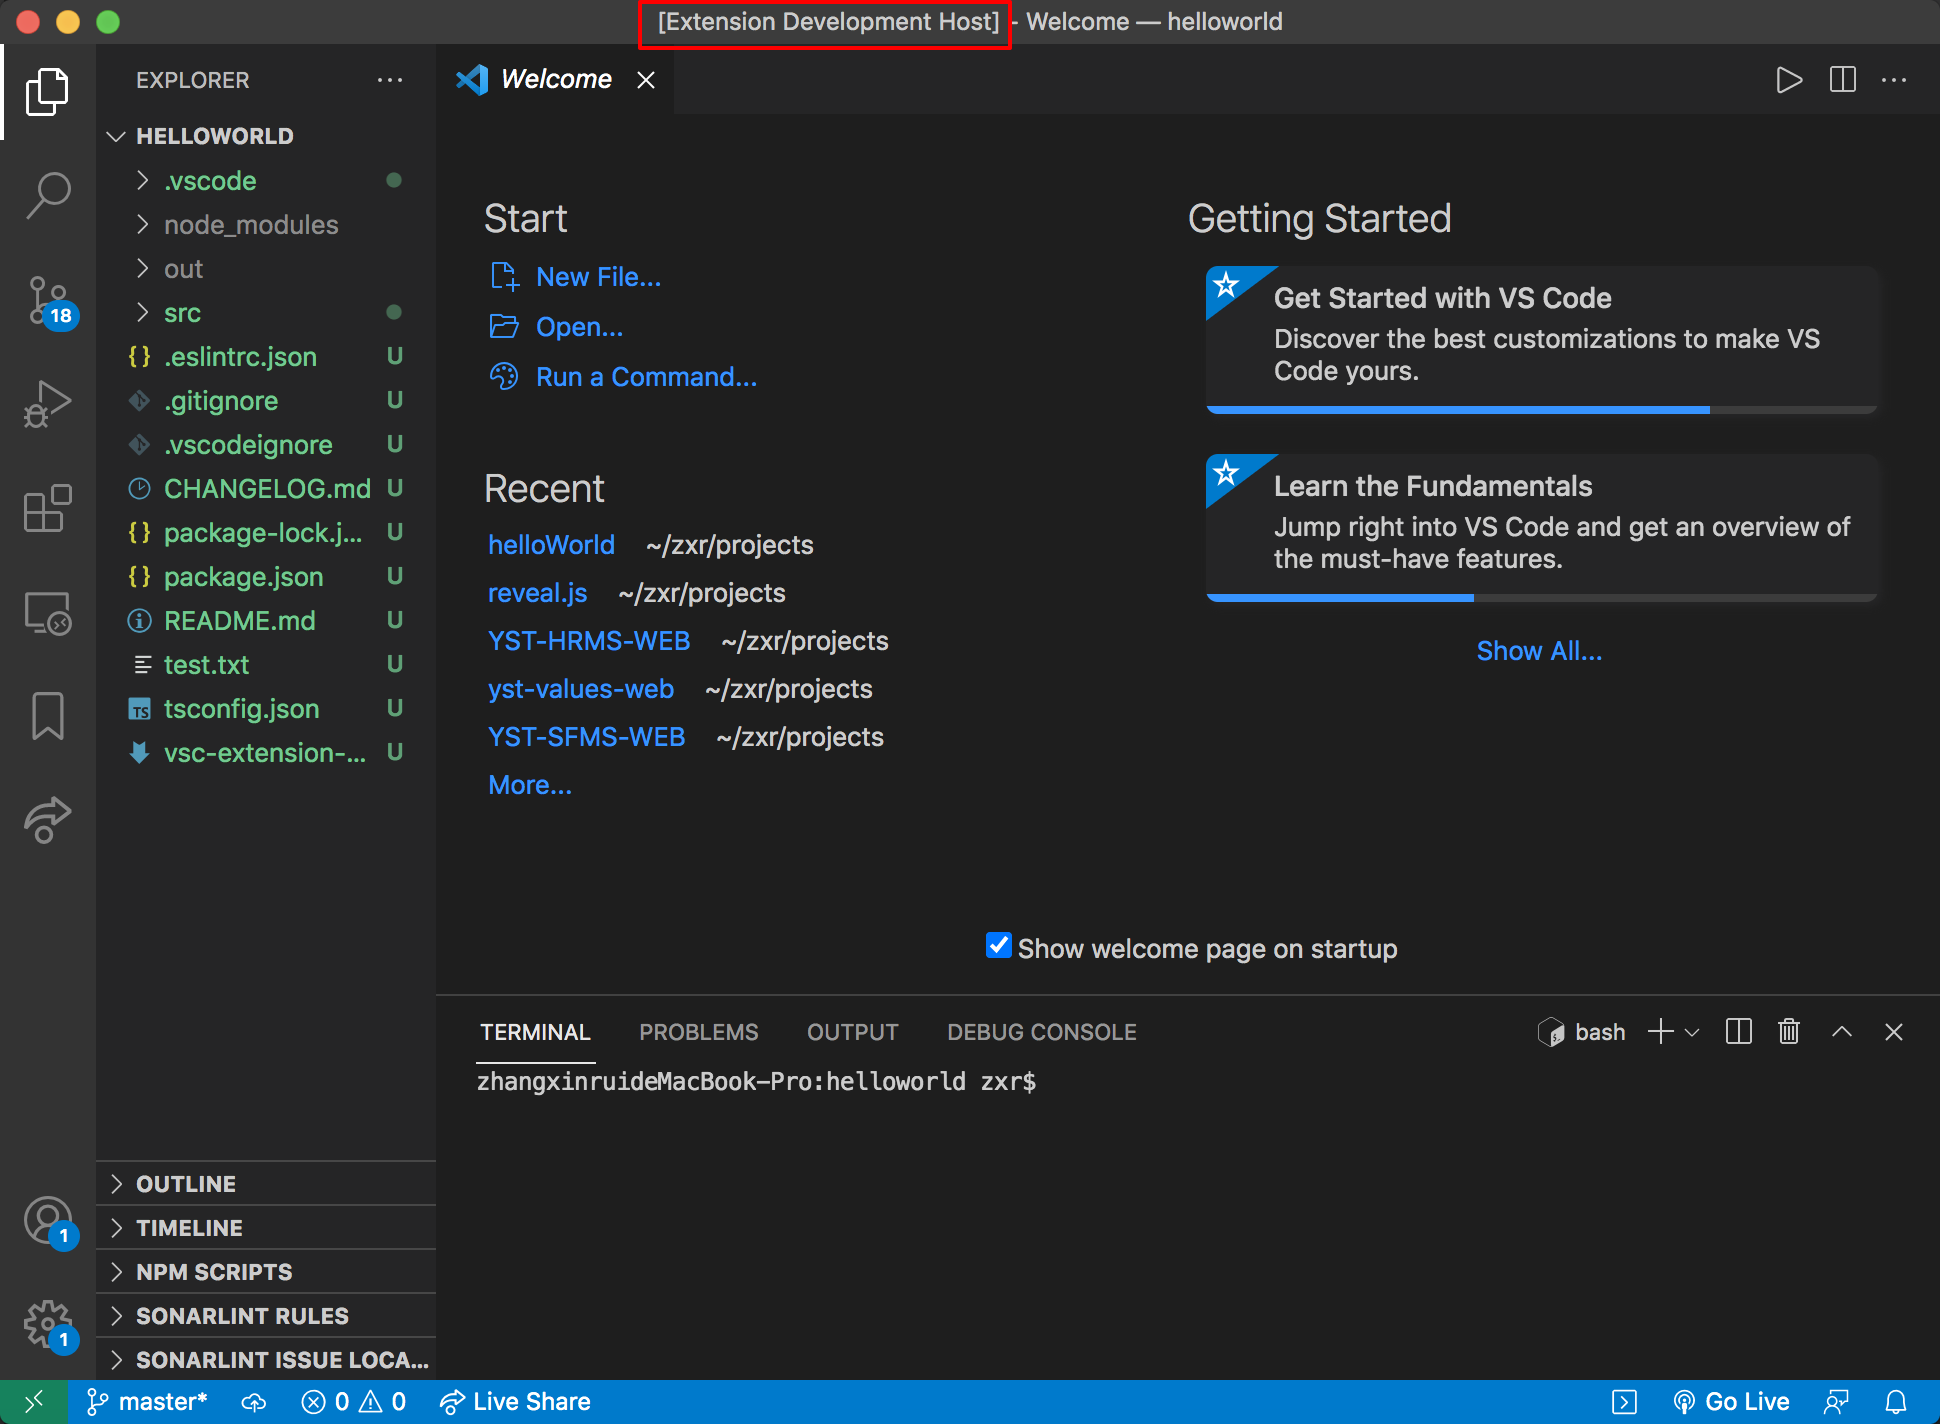 [Extension Development Host] - Welcome — helloworld
EXPLORER
HELLOWORLD
.vscode
node_modules
out
src
.eslintrc.json U
.gitignore U
.vscodeignore U
CHANGELOG.md U
package-lock.j... U
package.json U
README.md U
test.txt U
TS tsconfig.json U
vsc-extension-... U
OUTLINE
TIMELINE
NPM SCRIPTS
SONARLINT RULES
SONARLINT ISSUE LOCA...
18
1
1
Welcome
Start
New File...
Open...
Run a Command...
Recent
helloWorld ~/zxr/projects
reveal.js ~/zxr/projects
YST-HRMS-WEB ~/zxr/projects
yst-values-web ~/zxr/projects
YST-SFMS-WEB ~/zxr/projects
More...
Getting Started
Get Started with VS Code
Discover the best customizations to make VS
Code yours.
Learn the Fundamentals
Jump right into VS Code and get an overview of
the must-have features.
Show All...
Show welcome page on startup
TERMINAL PROBLEMS OUTPUT DEBUG CONSOLE
bash
zhangxinruideMacBook-Pro:helloworld zxr$
master* 0 0 Live Share
Go Live